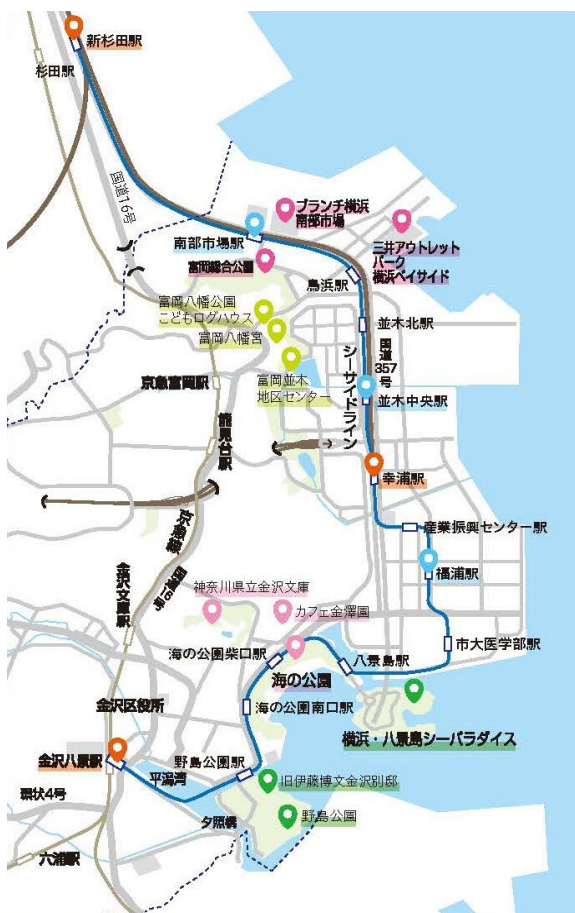 新杉田駅
杉田駅
国道16号
ブランチ横浜
南部市場
三井アウトレット
パーク
横浜ベイサイド
南部市場駅
富岡総合公園
鳥浜駅
富岡八幡公園
こどもログハウス
並木北駅
富岡八幡宮
シーサイドライン
国道
357
号
京急富岡駅
富岡並木
地区センター
並木中央駅
能見台駅
幸浦駅
産業振興センター駅
京急線
福浦駅
金沢文庫駅
神奈川県立金沢文庫
カフェ金澤園
市大医学部駅
海の公園柴口駅
八景島駅
海の公園
金沢区役所
海の公園南口駅
横浜・八景島シーパラダイス
金沢八景駅
野島公園駅
平潟湾
旧伊藤博文金沢別邸
環状4号
夕照橋
野島公園
六浦駅